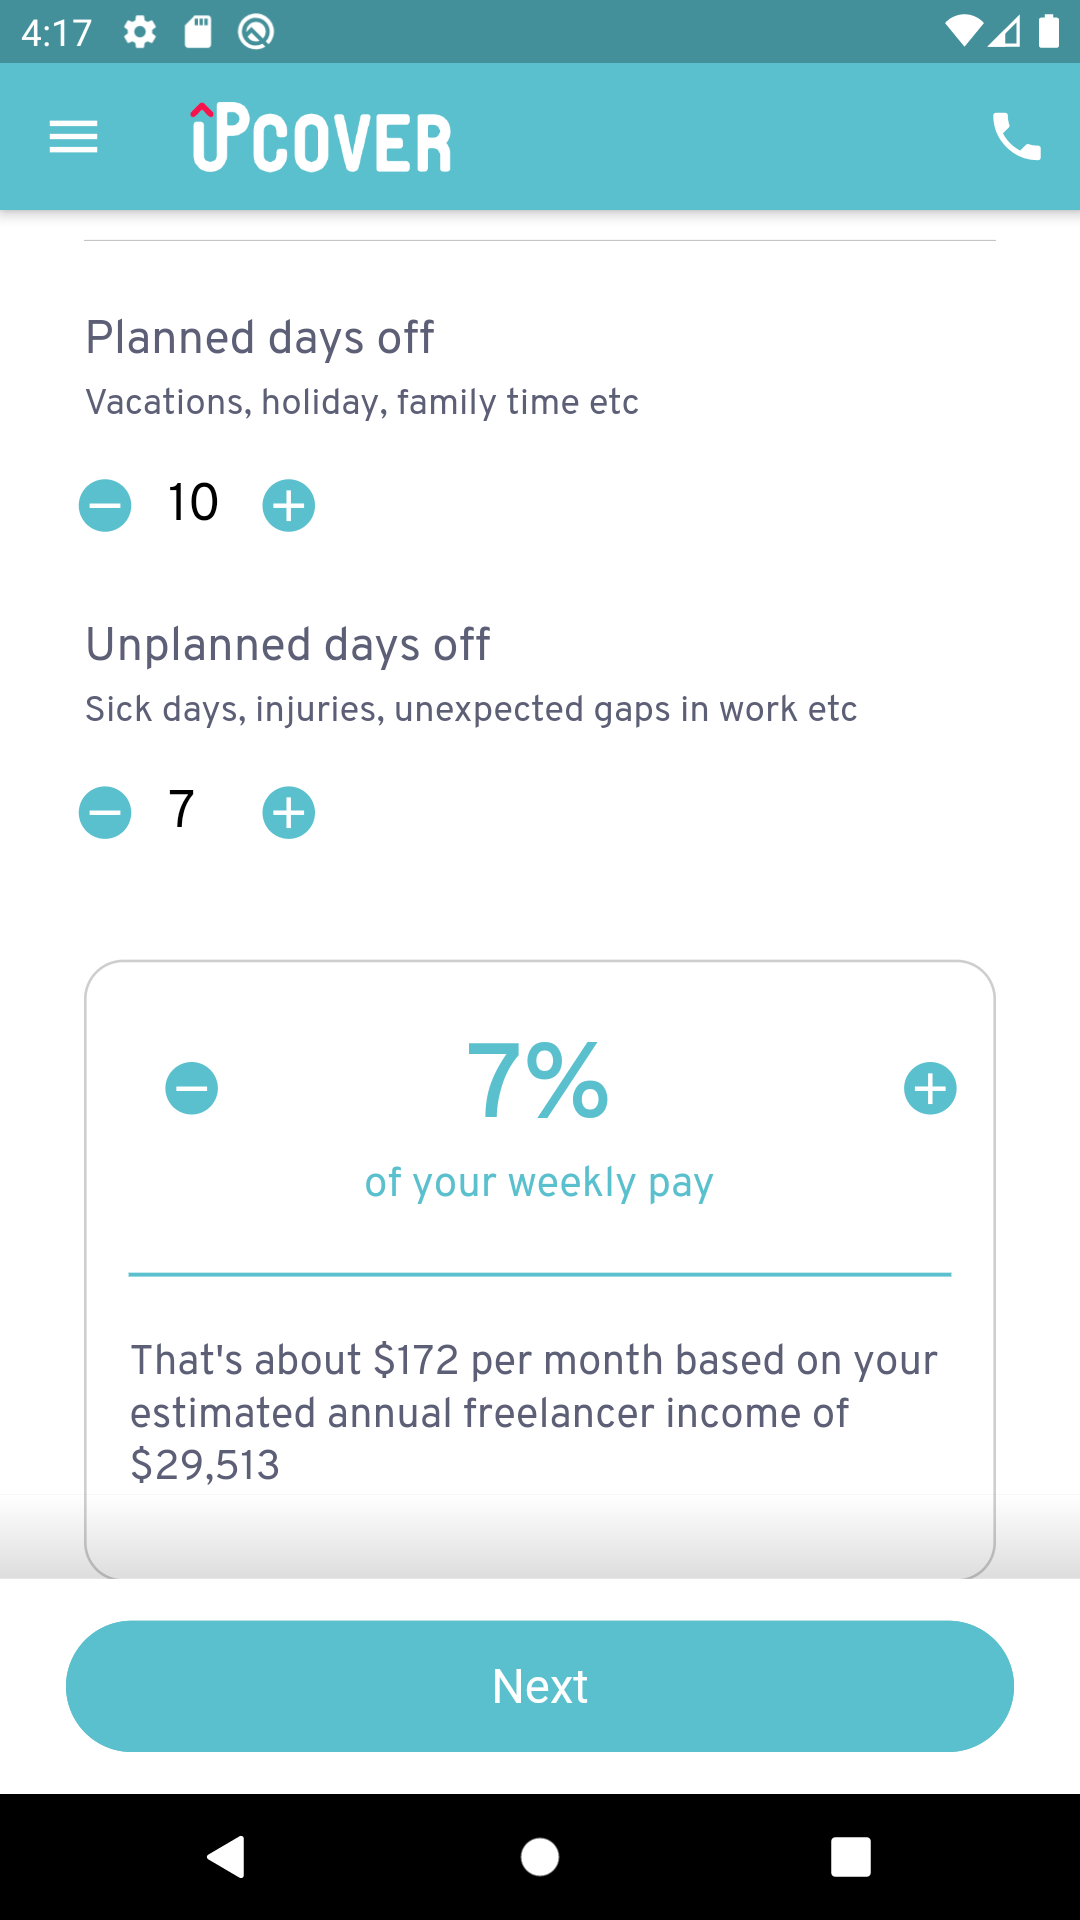 4:17
UPCOVER
Planned days off
Vacations, holiday, family time etc
10
Unplanned days off
Sick days, injuries, unexpected gaps in work etc
7
7%
of your weekly pay
That's about $172 per month based on your
estimated annual freelancer income of
$29,513
Next